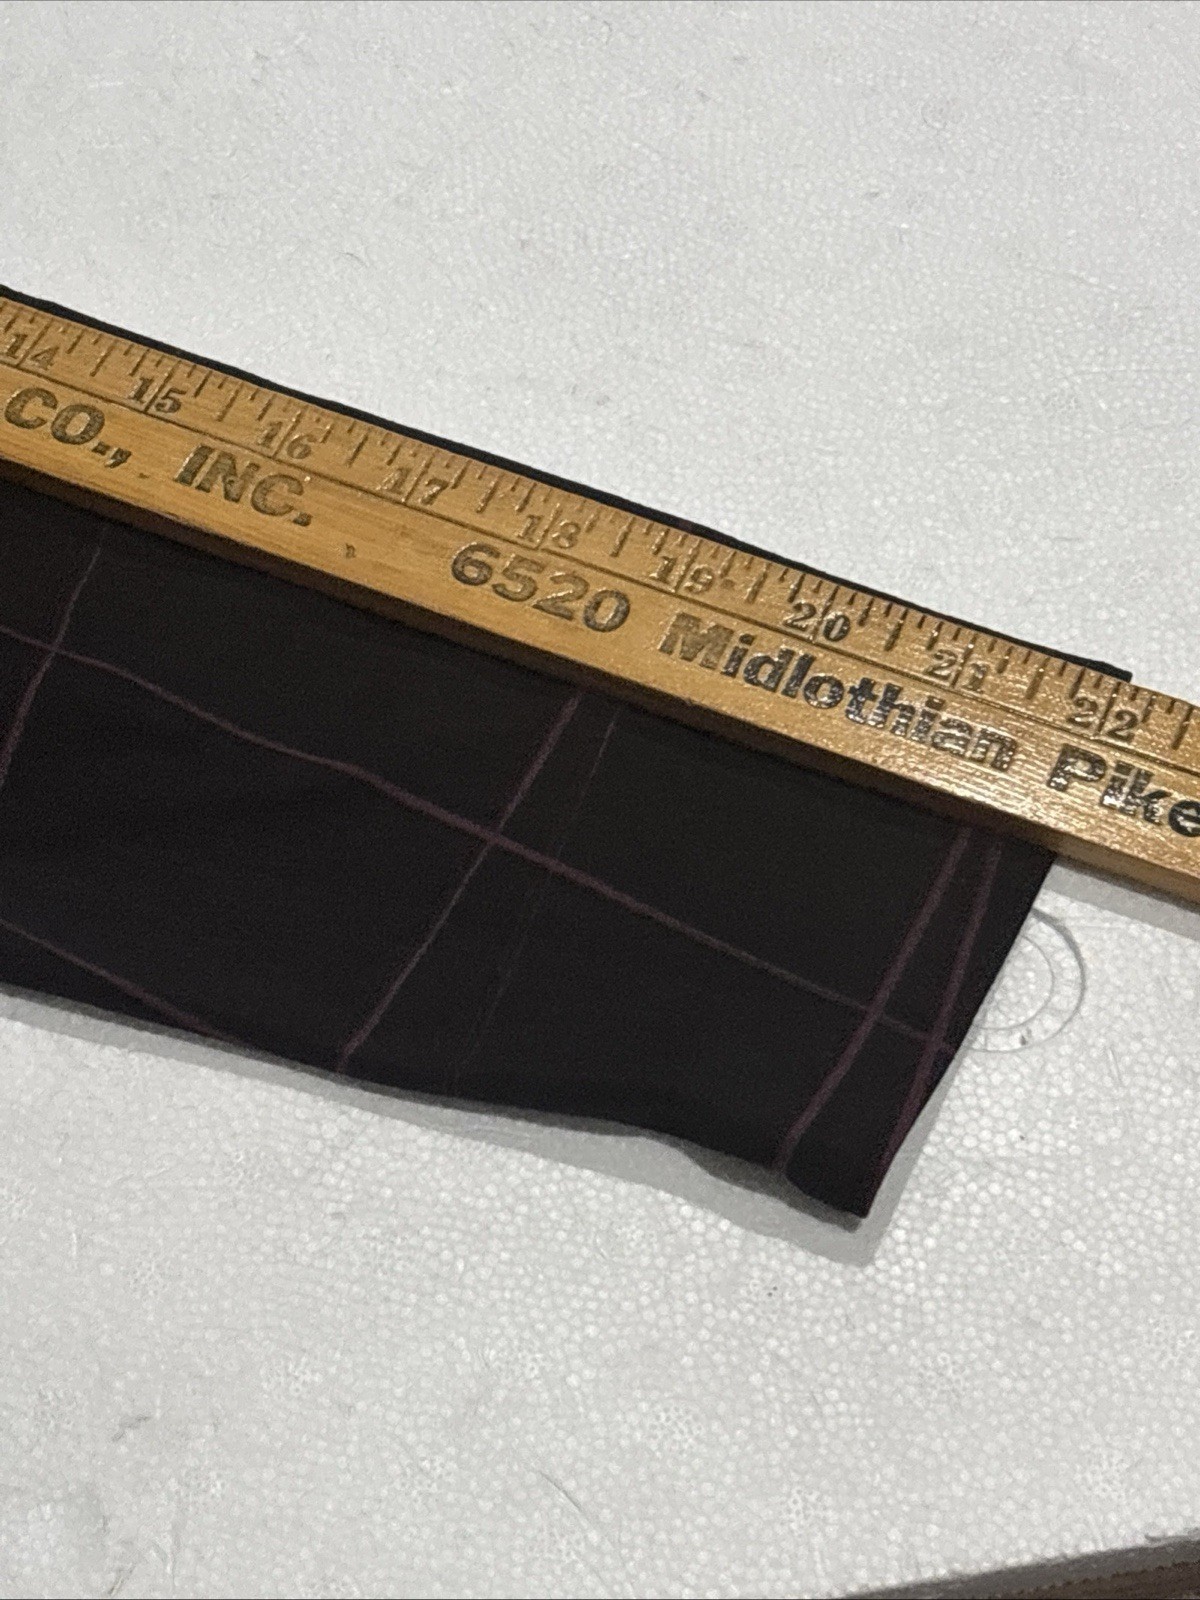 14 15 16 17 18 19 20 21 22
CO., INC. 6520 Midlothian Pike